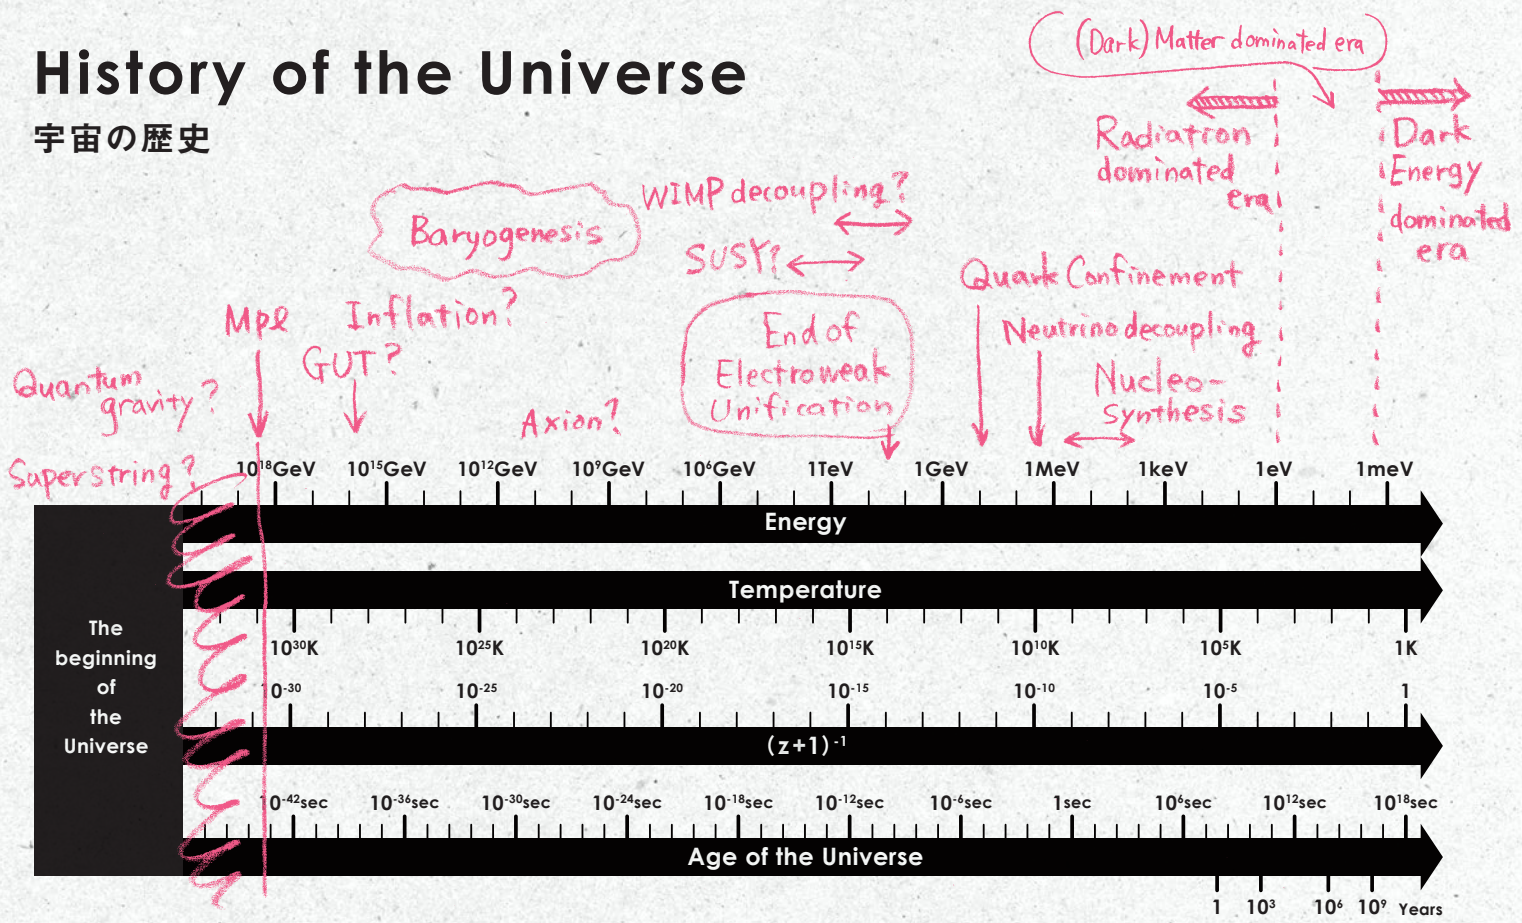 History of the Universe
宇宙の歴史
(Dark) Matter dominated era
Radiation
dominated
era
Dark
Energy
dominated
era
WIMP decoupling?
Baryogenesis
SUSY?
Quark Confinement
Mpl
Inflation?
End of
Electroweak
Unification
Neutrino decoupling
GUT?
Quantum
gravity?
Nucleo-
synthesis
Axion?
Superstring?
10¹⁸GeV 10¹⁵GeV 10¹²GeV 10⁹GeV 10⁶GeV 1TeV 1GeV 1MeV 1keV 1eV 1meV
Energy
Temperature
10³⁰K 10²⁵K 10²⁰K 10¹⁵K 10¹⁰K 10⁵K 1K
10⁻³⁰ 10⁻²⁵ 10⁻²⁰ 10⁻¹⁵ 10⁻¹⁰ 10⁻⁵ 1
(z+1)⁻¹
10⁻⁴²sec 10⁻³⁶sec 10⁻³⁰sec 10⁻²⁴sec 10⁻¹⁸sec 10⁻¹²sec 10⁻⁶sec 1sec 10⁶sec 10¹²sec 10¹⁸sec
Age of the Universe
1 10³ 10⁶ 10⁹ Years
The
beginning
of
the
Universe